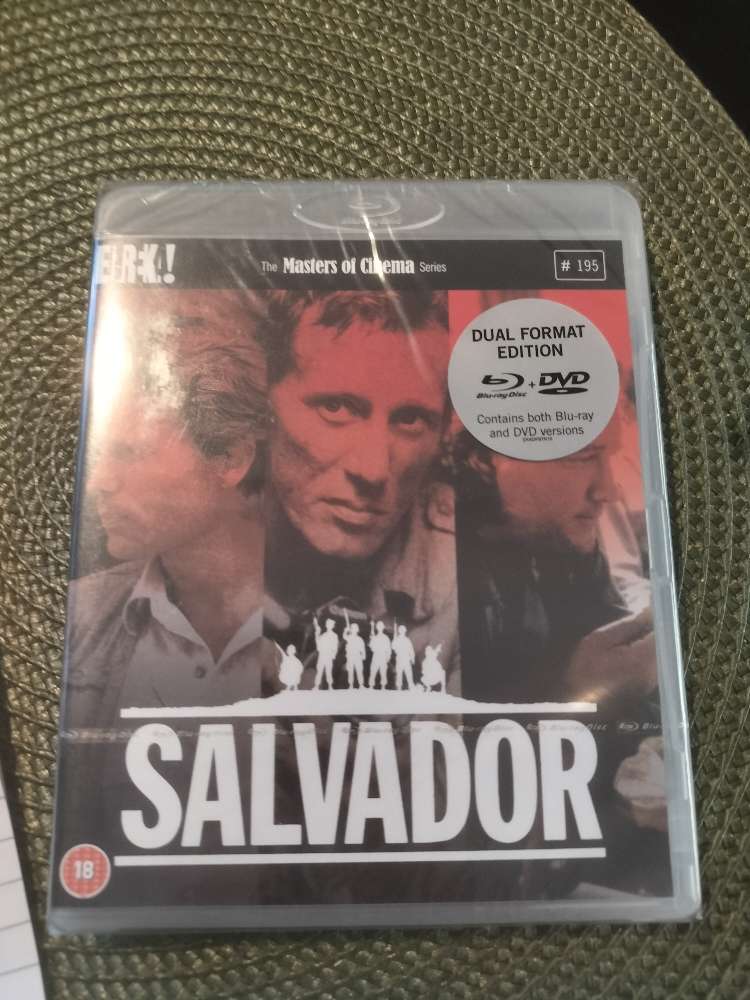 EUREKA!
The Masters of Cinema Series
# 195
DUAL FORMAT
EDITION
Blu-ray Disc + DVD
Contains both Blu-ray
and DVD versions
SALVADOR
18